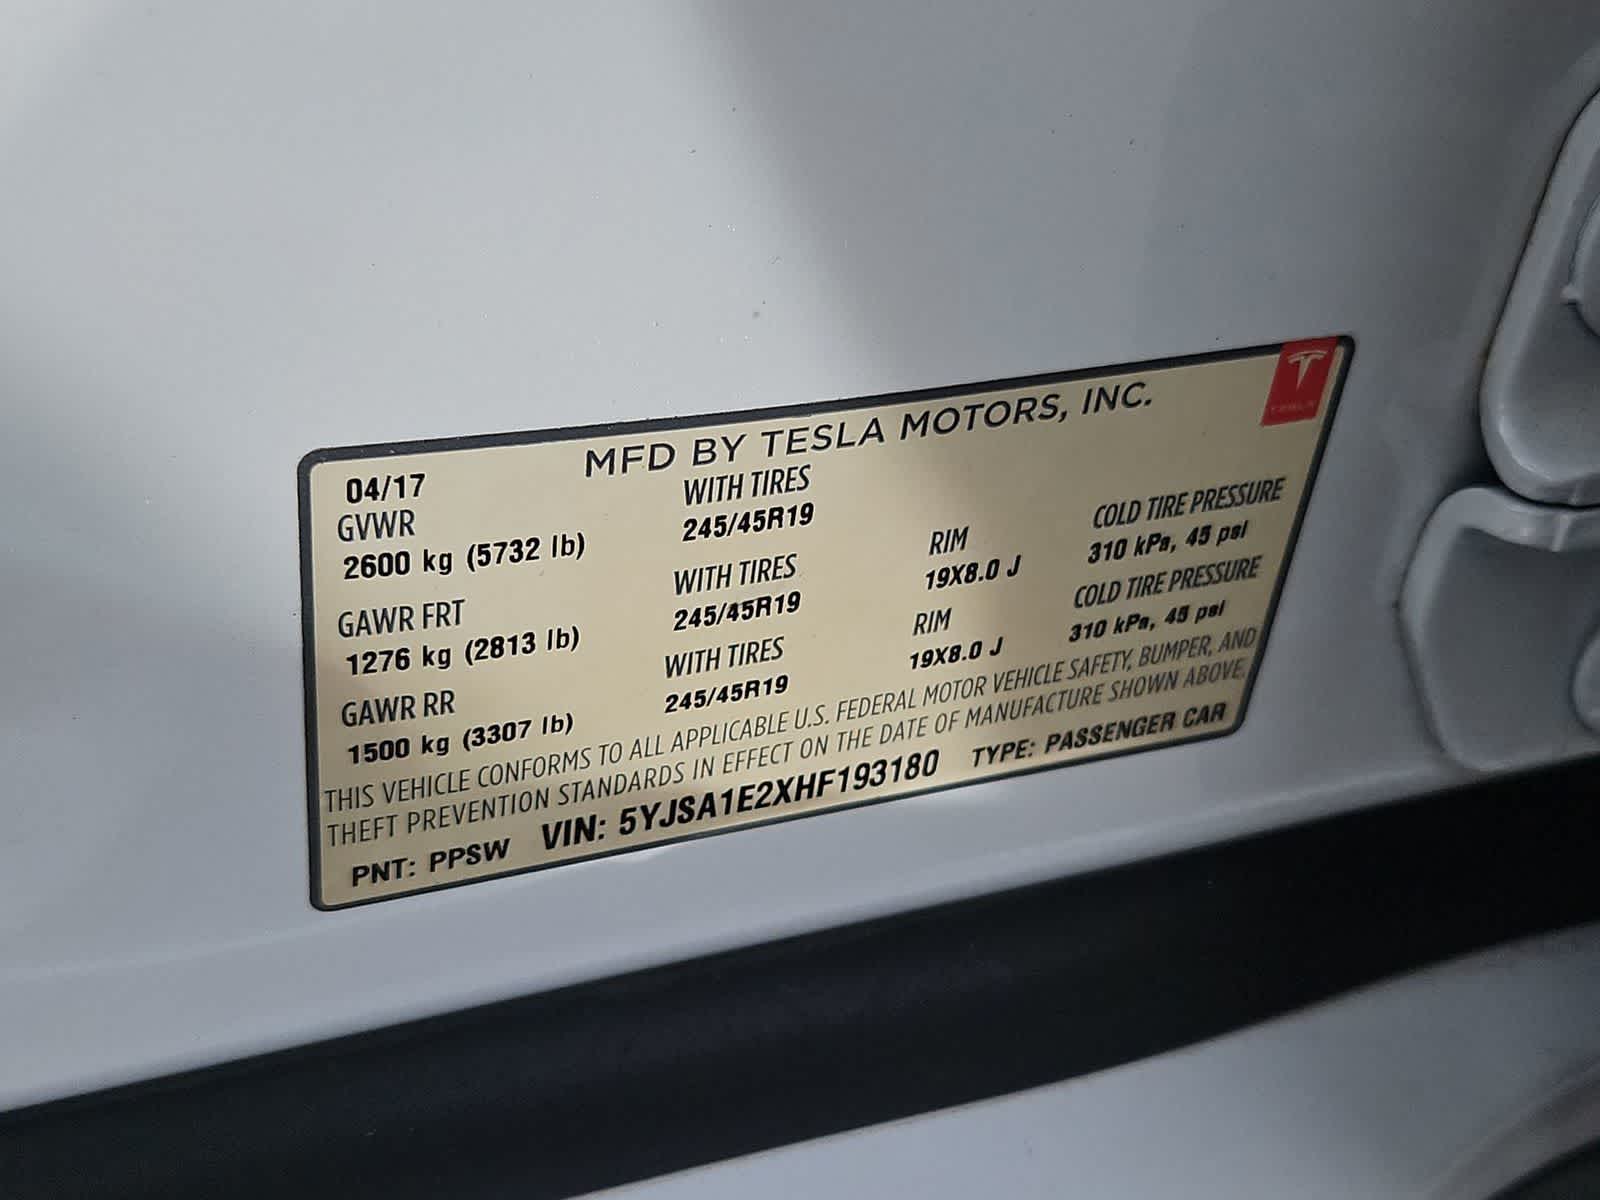 MFD BY TESLA MOTORS, INC.
TESLA
04/17
GVWR WITH TIRES
2600 kg (5732 lb) 245/45R19
GAWR FRT WITH TIRES RIM COLD TIRE PRESSURE
1276 kg (2813 lb) 245/45R19 19X8.0 J 310 kPa, 45 psi
GAWR RR WITH TIRES RIM COLD TIRE PRESSURE
1500 kg (3307 lb) 245/45R19 19X8.0 J 310 kPa, 45 psi
THIS VEHICLE CONFORMS TO ALL APPLICABLE U.S. FEDERAL MOTOR VEHICLE SAFETY, BUMPER, AND
THEFT PREVENTION STANDARDS IN EFFECT ON THE DATE OF MANUFACTURE SHOWN ABOVE.
PNT: PPSW VIN: 5YJSA1E2XHF193180 TYPE: PASSENGER CAR